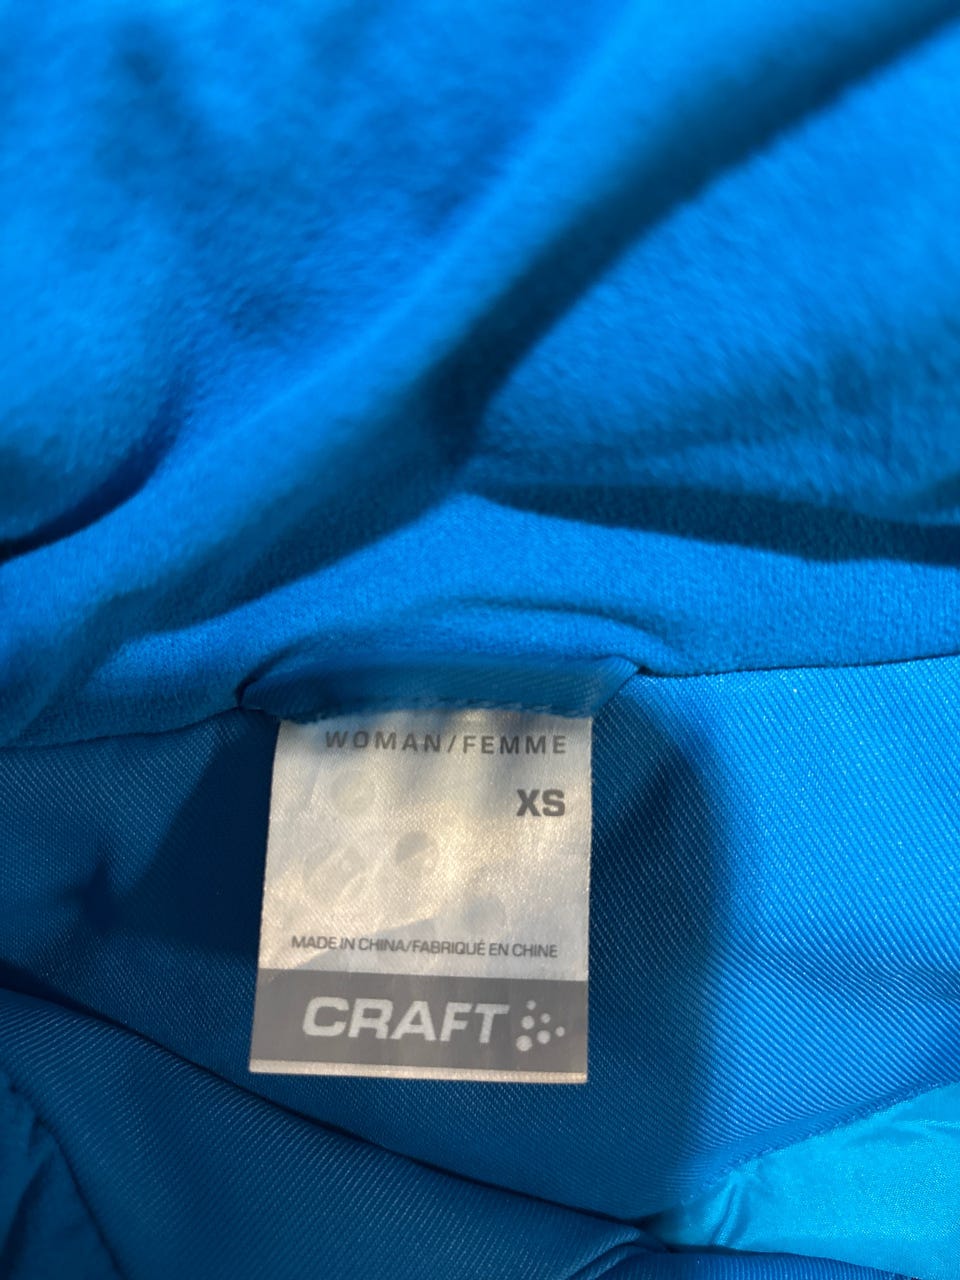 WOMAN/FEMME
XS
MADE IN CHINA/FABRIQUÉ EN CHINE
CRAFT